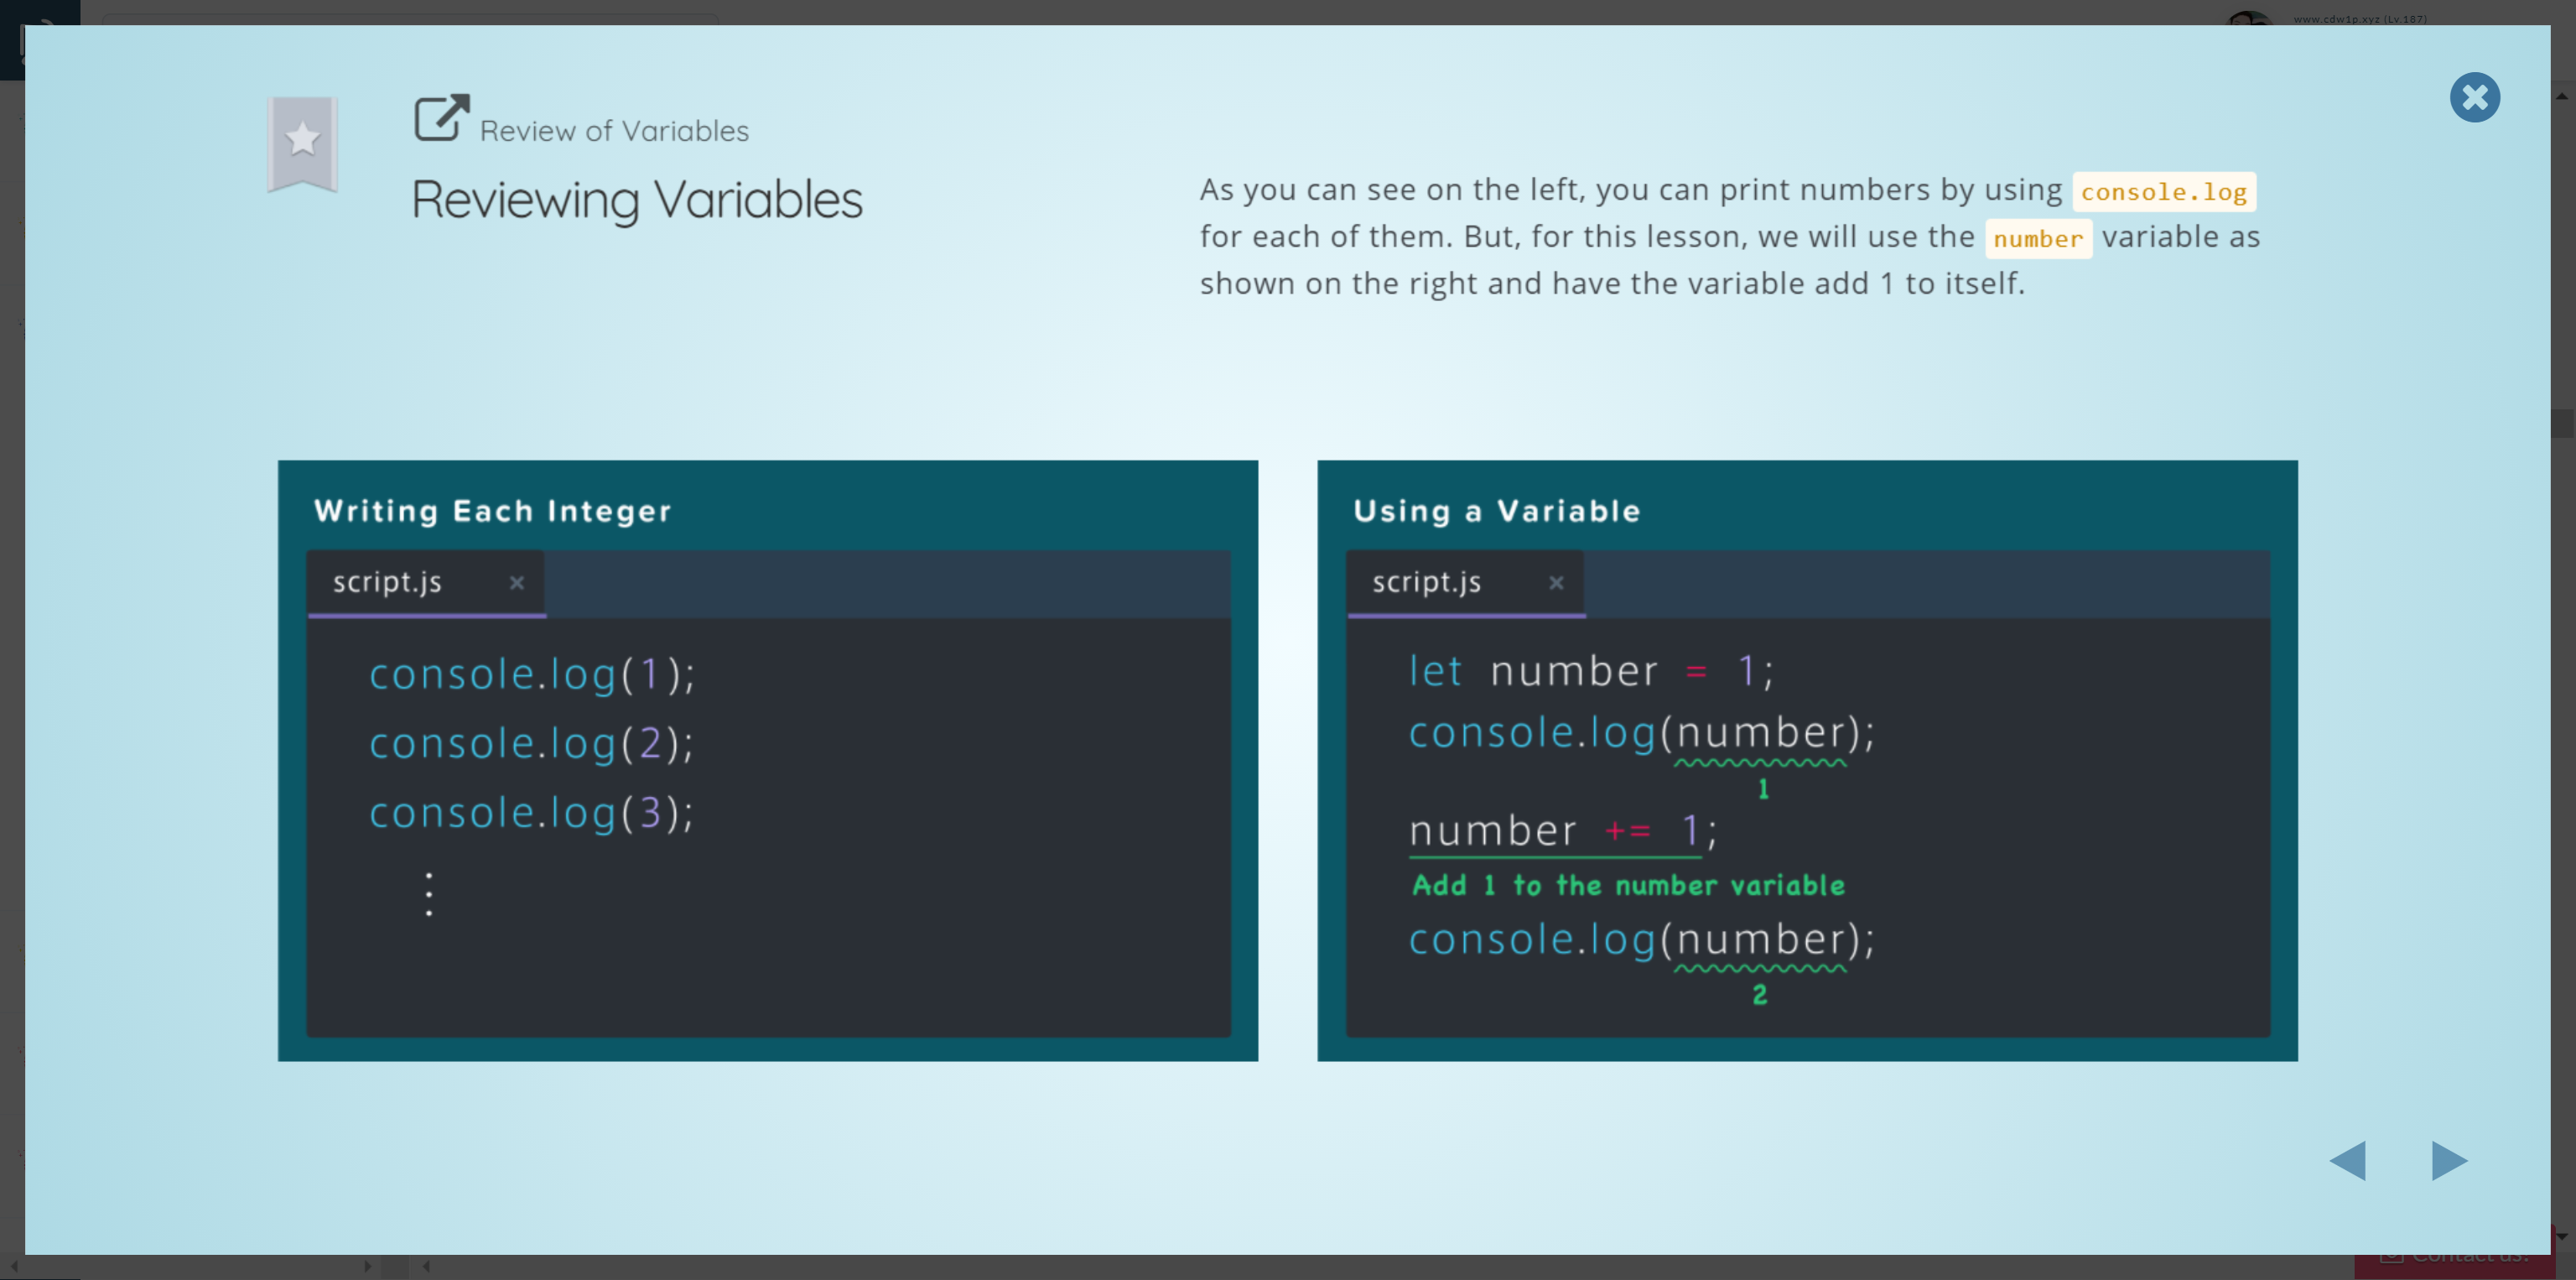 www.cdw1p.xyz (Lv.187)
Review of Variables
Reviewing Variables
As you can see on the left, you can print numbers by using console.log
for each of them. But, for this lesson, we will use the number variable as
shown on the right and have the variable add 1 to itself.
Writing Each Integer
script.js ×
console.log(1);
console.log(2);
console.log(3);
⋮
Using a Variable
script.js ×
let number = 1;
console.log(number);
1
number += 1;
Add 1 to the number variable
console.log(number);
2
Contact us!